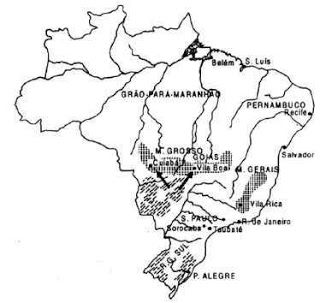 Belém
S. Luís
GRÃO-PARÁ-MARANHÃO
PERNAMBUCO
Recife
M. GROSSO
GOIÁS
Salvador
Cuiabá
Vila Boa
M. GERAIS
Vila Rica
S. PAULO
R. de Janeiro
Sorocaba
Taubaté
R. G. SUL
P. ALEGRE